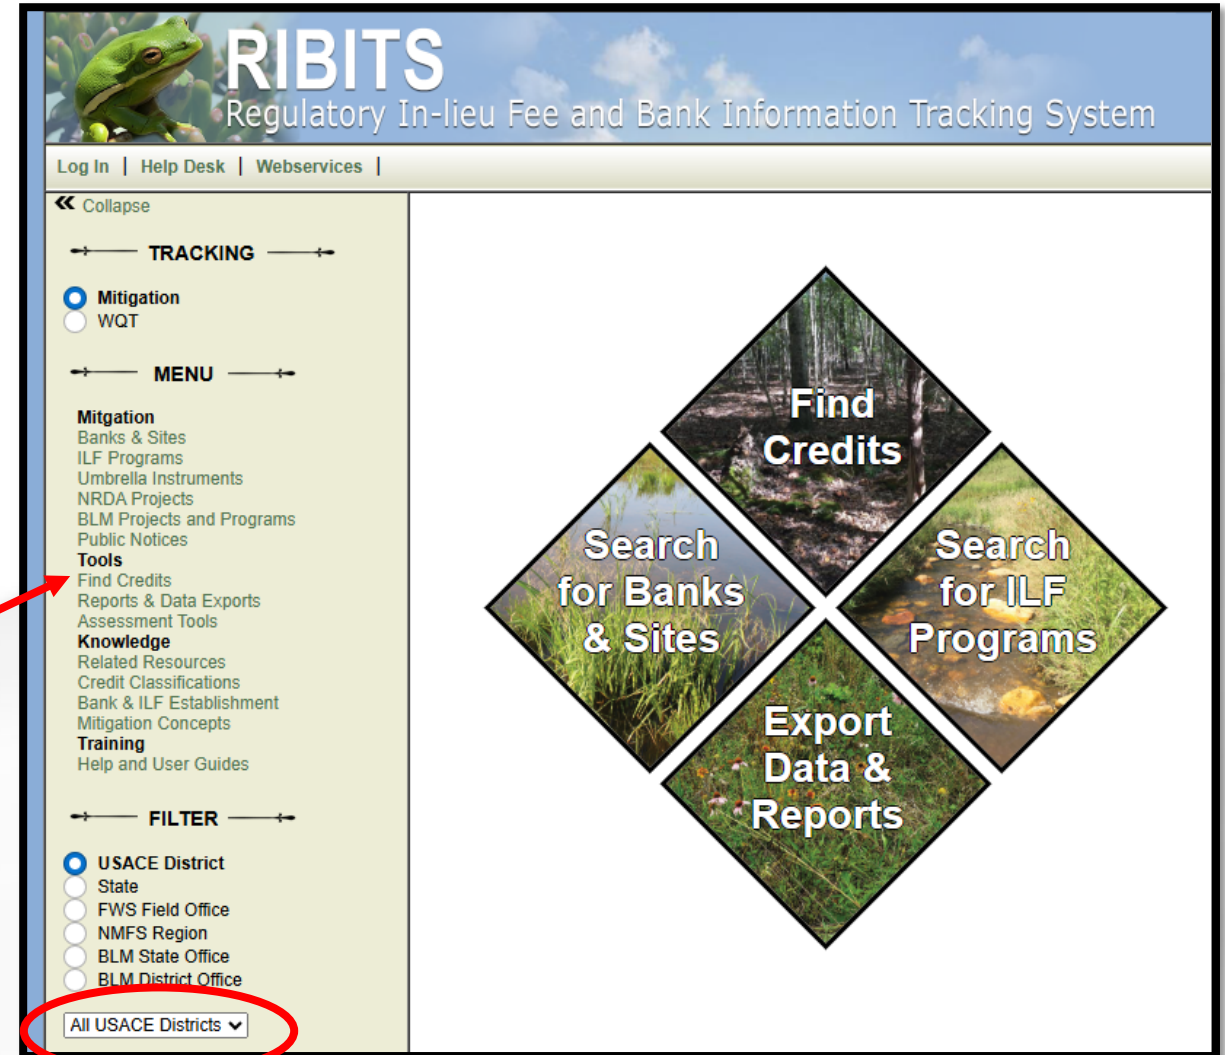 RIBITS
Regulatory In-lieu Fee and Bank Information Tracking System
Log In | Help Desk | Webservices |
Collapse
TRACKING
Mitigation
WQT
MENU
Mitgation
Banks & Sites
ILF Programs
Umbrella Instruments
NRDA Projects
BLM Projects and Programs
Public Notices
Tools
Find Credits
Reports & Data Exports
Assessment Tools
Knowledge
Related Resources
Credit Classifications
Bank & ILF Establishment
Mitigation Concepts
Training
Help and User Guides
FILTER
USACE District
State
FWS Field Office
NMFS Region
BLM State Office
BLM District Office
All USACE Districts
Find
Credits
Search
for Banks
& Sites
Search
for ILF
Programs
Export
Data &
Reports